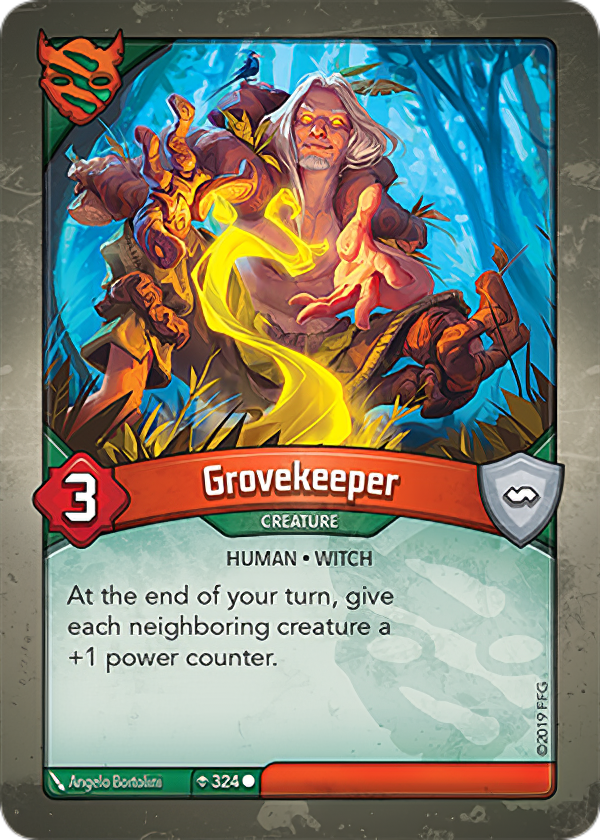 3
Grovekeeper
CREATURE
HUMAN • WITCH
At the end of your turn, give
each neighboring creature a
+1 power counter.
©2019 FFG
Angelo Bortolini
324